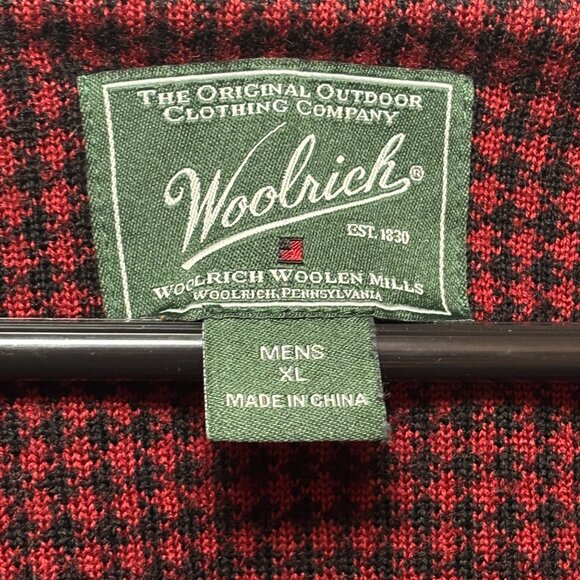 THE ORIGINAL OUTDOOR
CLOTHING COMPANY
Woolrich®
EST. 1830
WOOLRICH WOOLEN MILLS
WOOLRICH, PENNSYLVANIA
MENS
XL
MADE IN CHINA